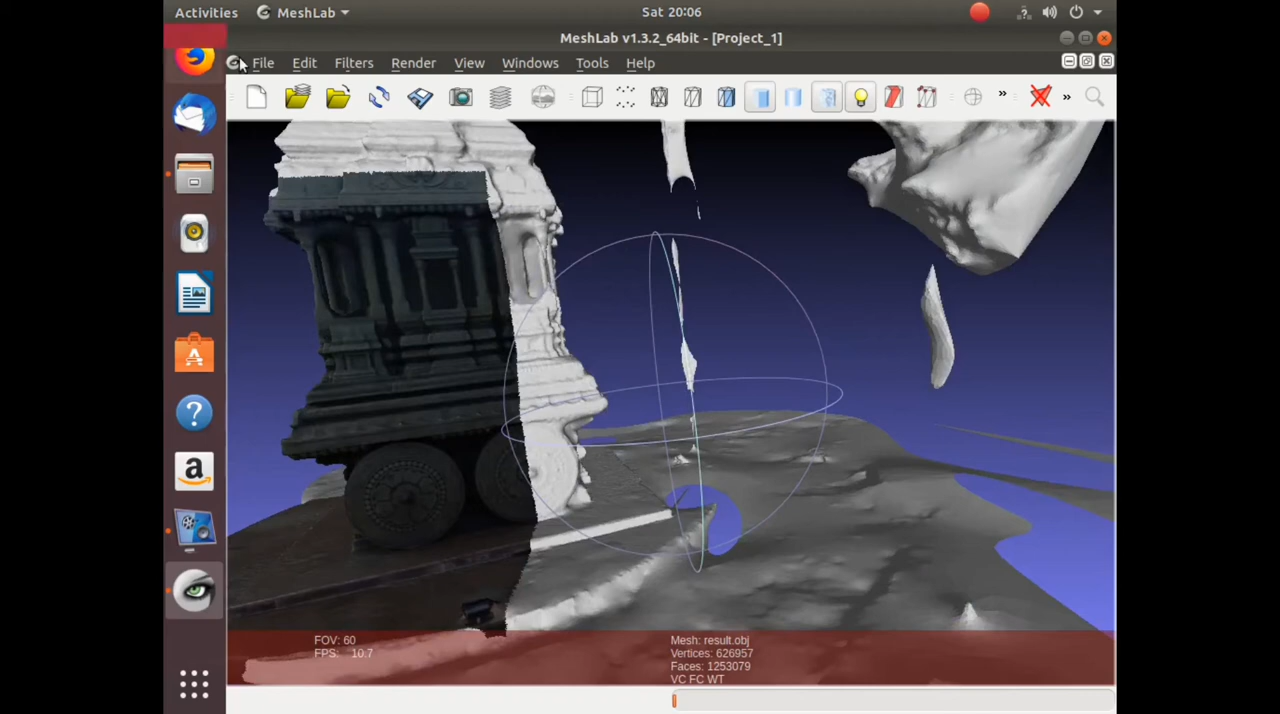 Activities MeshLab Sat 20:06
MeshLab v1.3.2_64bit - [Project_1]
File Edit Filters Render View Windows Tools Help
»
»
FOV: 60
FPS: 10.7
Mesh: result.obj
Vertices: 626957
Faces: 1253079
VC FC WT